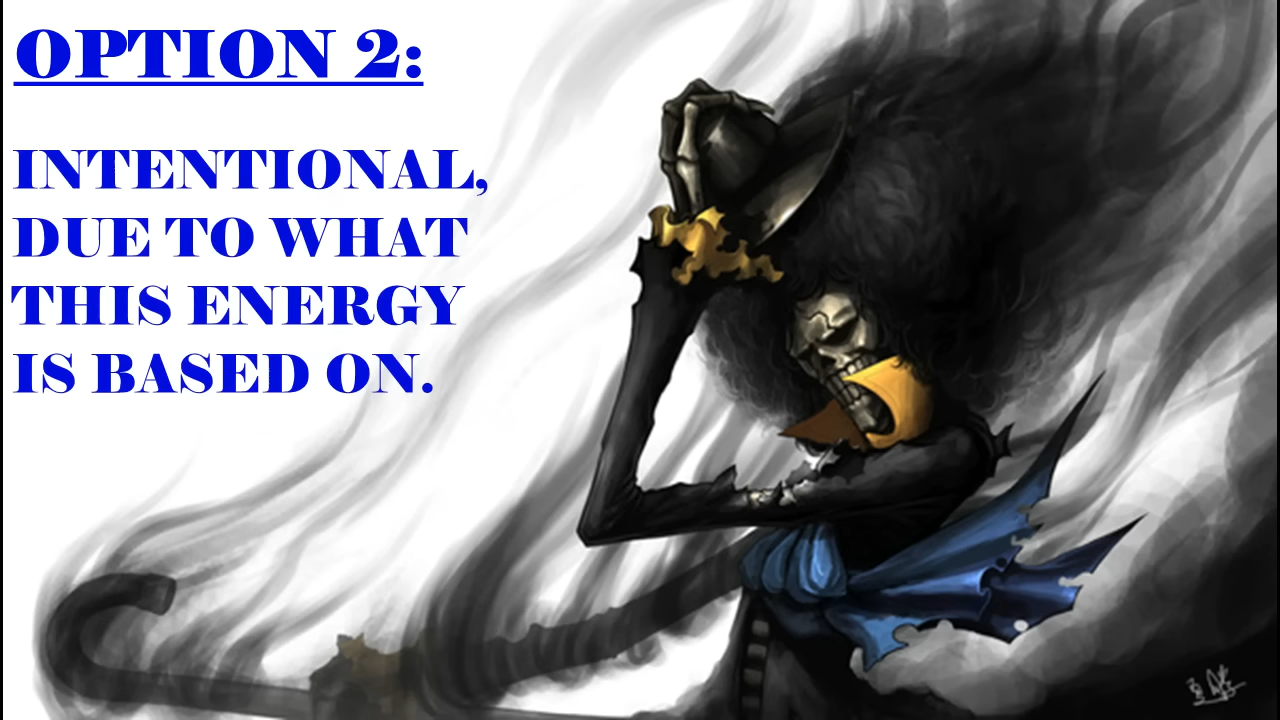 OPTION 2:
INTENTIONAL,
DUE TO WHAT
THIS ENERGY
IS BASED ON.